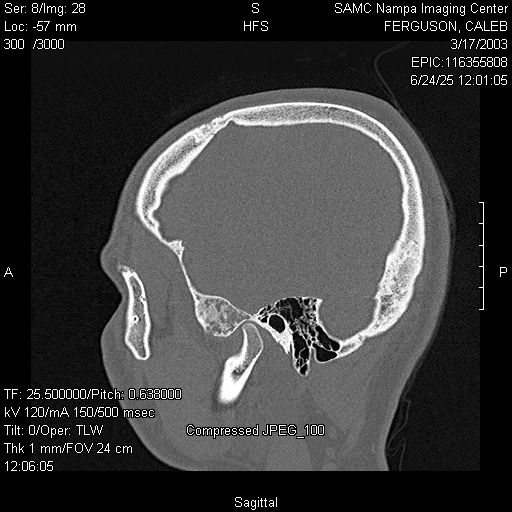 Ser: 8/Img: 28
S
SAMC Nampa Imaging Center
Loc: -57 mm
HFS
FERGUSON, CALEB
300 /3000
3/17/2003
EPIC:116355808
6/24/25 12:01:05
A
P
TF: 25.500000/Pitch: 0.638000
kV 120/mA 150/500 msec
Tilt: 0/Oper: TLW
Compressed JPEG_100
Thk 1 mm/FOV 24 cm
12:06:05
Sagittal